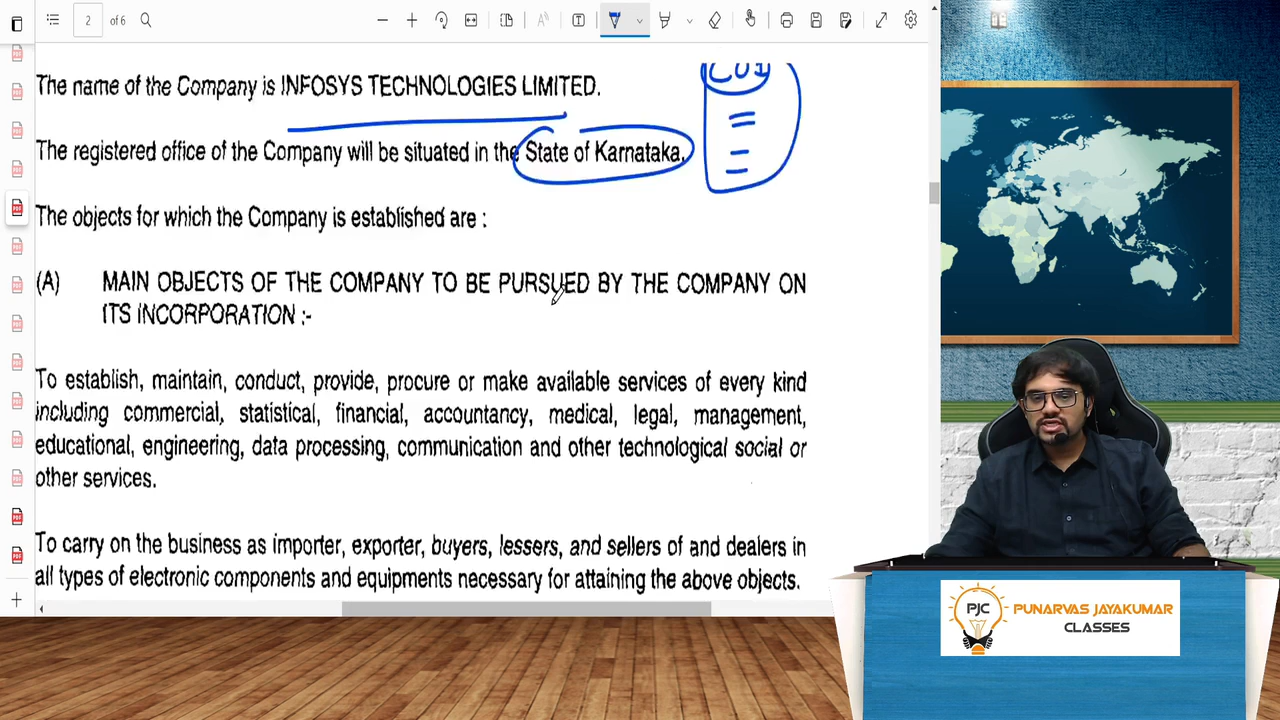 2 of 6
The name of the Company is INFOSYS TECHNOLOGIES LIMITED.
COI
The registered office of the Company will be situated in the State of Karnataka.
The objects for which the Company is established are :
(A) MAIN OBJECTS OF THE COMPANY TO BE PURSUED BY THE COMPANY ON
ITS INCORPORATION :-
To establish, maintain, conduct, provide, procure or make available services of every kind
including commercial, statistical, financial, accountancy, medical, legal, management,
educational, engineering, data processing, communication and other technological social or
other services.
To carry on the business as importer, exporter, buyers, lessers, and sellers of and dealers in
all types of electronic components and equipments necessary for attaining the above objects.
PJC
PUNARVAS JAYAKUMAR
CLASSES